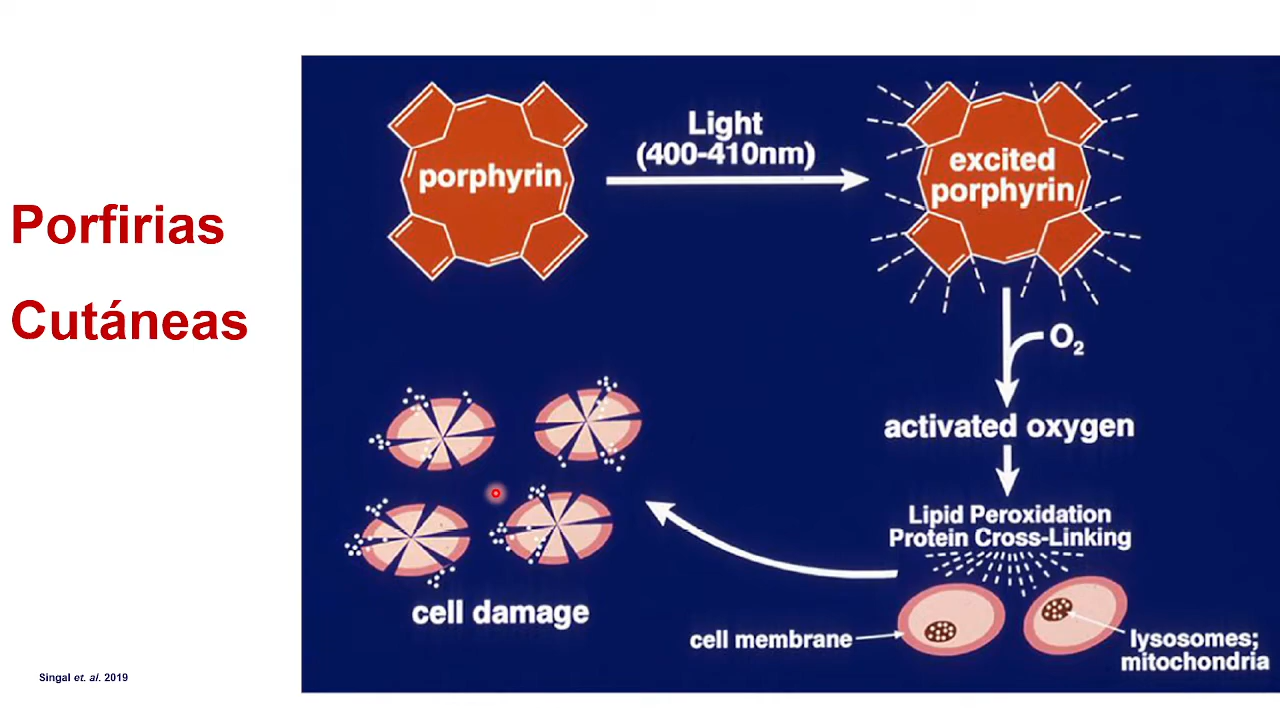 Porfirias
Cutáneas
porphyrin
Light
(400-410nm)
excited
porphyrin
O₂
activated oxygen
Lipid Peroxidation
Protein Cross-Linking
cell damage
cell membrane
lysosomes;
mitochondria
Singal et. al. 2019